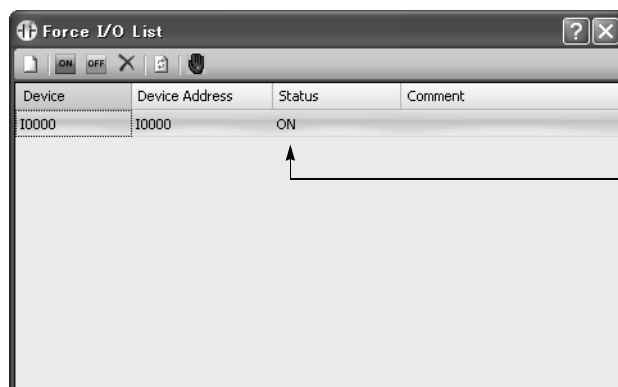 Force I/O List
ON OFF
Device Device Address Status Comment
I0000 I0000 ON